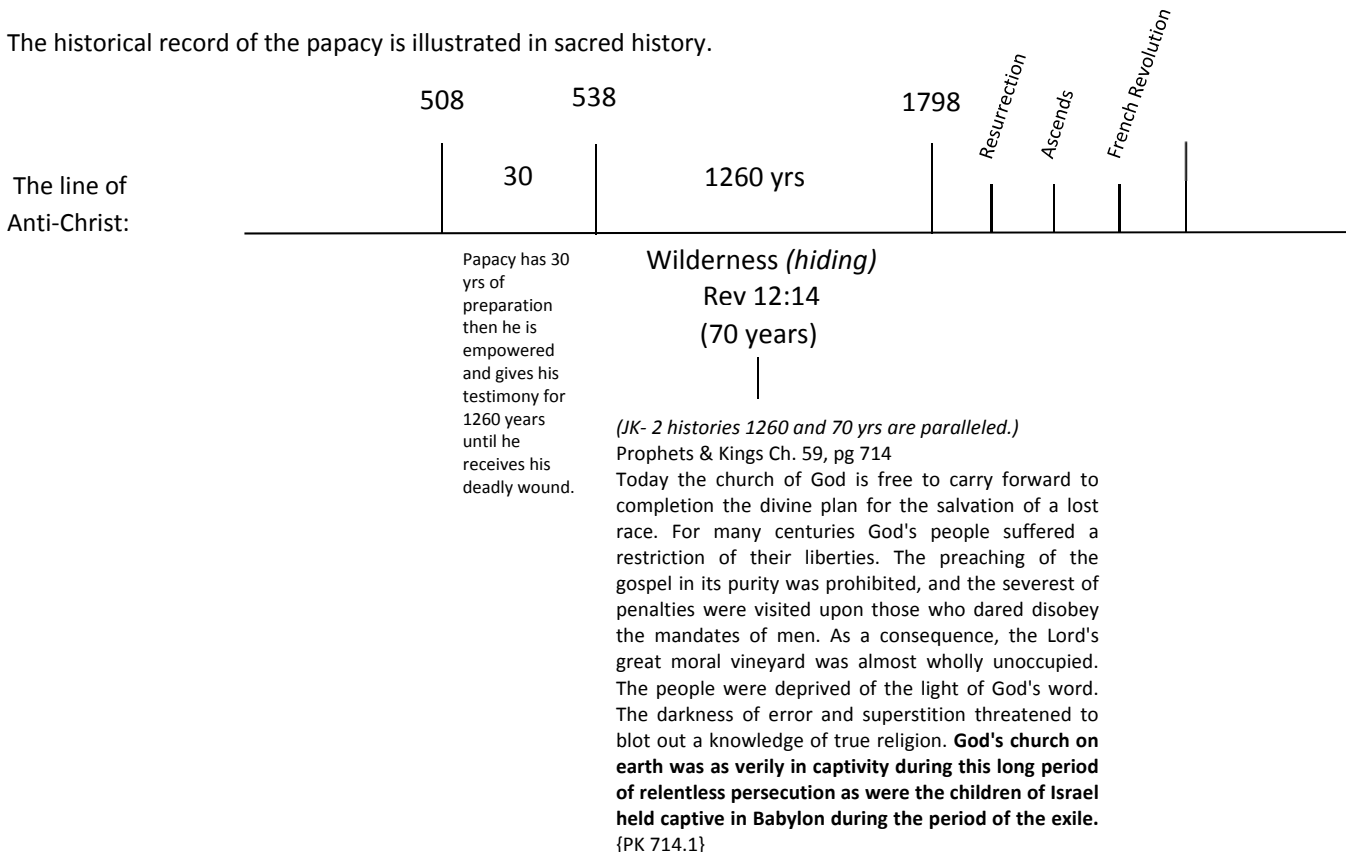 The historical record of the papacy is illustrated in sacred history.
508
538
1798
Resurrection
Ascends
French Revolution
The line of
Anti-Christ:
30
1260 yrs
Papacy has 30
yrs of
preparation
then he is
empowered
and gives his
testimony for
1260 years
until he
receives his
deadly wound.
Wilderness (hiding)
Rev 12:14
(70 years)
(JK- 2 histories 1260 and 70 yrs are paralleled.)
Prophets & Kings Ch. 59, pg 714
Today the church of God is free to carry forward to
completion the divine plan for the salvation of a lost
race. For many centuries God's people suffered a
restriction of their liberties. The preaching of the
gospel in its purity was prohibited, and the severest of
penalties were visited upon those who dared disobey
the mandates of men. As a consequence, the Lord's
great moral vineyard was almost wholly unoccupied.
The people were deprived of the light of God's word.
The darkness of error and superstition threatened to
blot out a knowledge of true religion. God's church on
earth was as verily in captivity during this long period
of relentless persecution as were the children of Israel
held captive in Babylon during the period of the exile.
{PK 714.1}